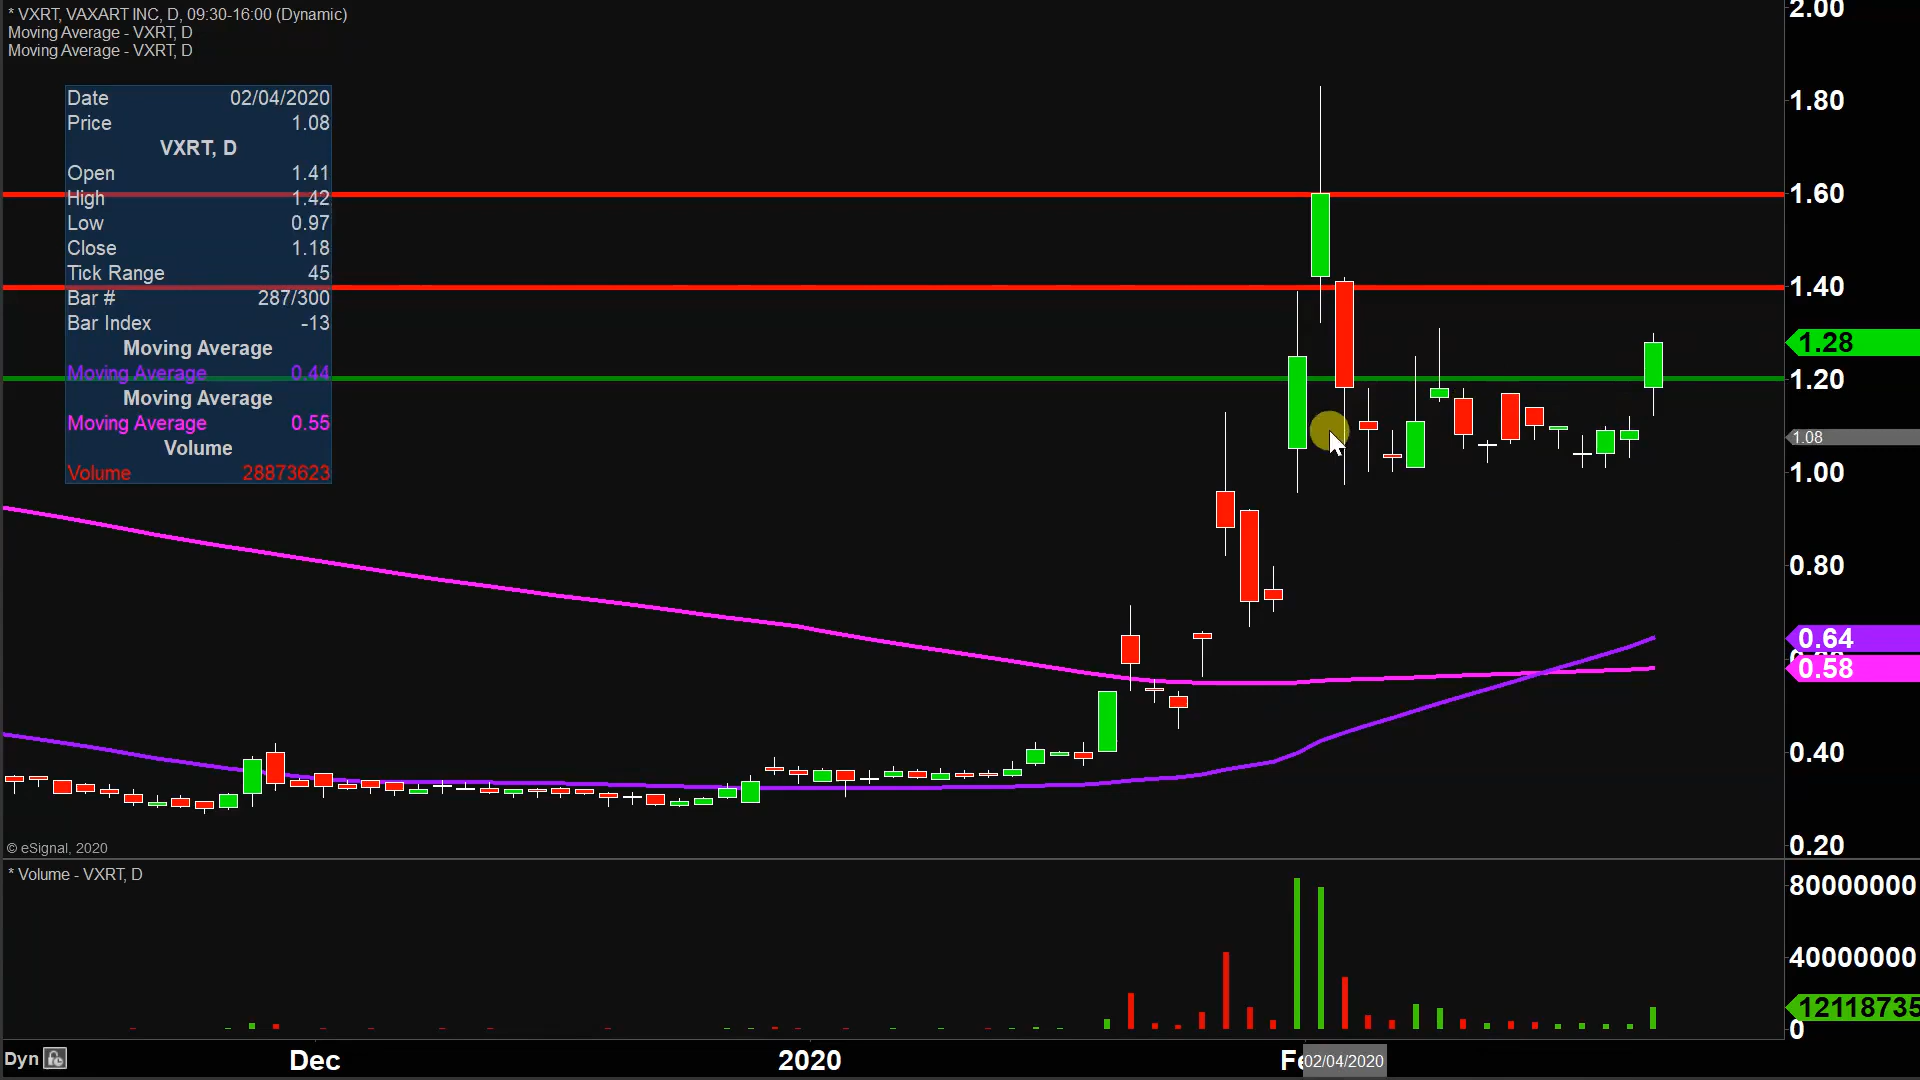 * VXRT, VAXART INC, D, 09:30-16:00 (Dynamic)
Moving Average - VXRT, D
Moving Average - VXRT, D
Date 02/04/2020
Price 1.08
VXRT, D
Open 1.41
High 1.42
Low 0.97
Close 1.18
Tick Range 45
Bar # 287/300
Bar Index -13
Moving Average
Moving Average 0.44
Moving Average
Moving Average 0.55
Volume
Volume 28873623
2.00
1.80
1.60
1.40
1.28
1.20
1.08
1.00
0.80
0.64
0.58
0.40
0.20
© eSignal, 2020
* Volume - VXRT, D
80000000
40000000
12118735
0
Dyn
Dec
2020
02/04/2020